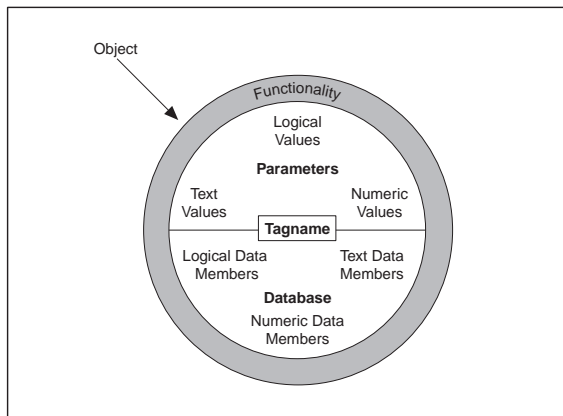 Object
Functionality
Logical
Values
Parameters
Text
Values
Numeric
Values
Tagname
Logical Data
Members
Text Data
Members
Database
Numeric Data
Members